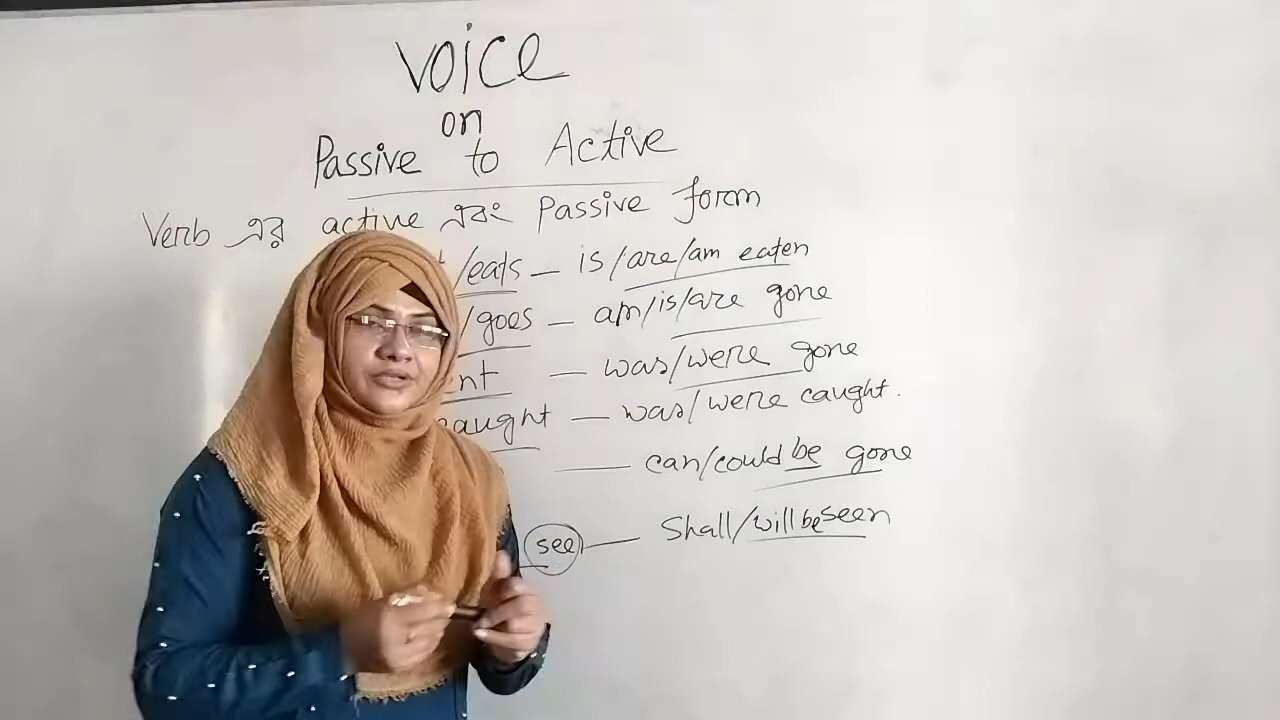 voice
on
Passive to Active
Verb এর active এবং Passive form
/eats — is/are/am eaten
/goes — am/is/are gone
nt — was/were gone
aught — was/were caught.
— can/could be gone
see — Shall/will be seen